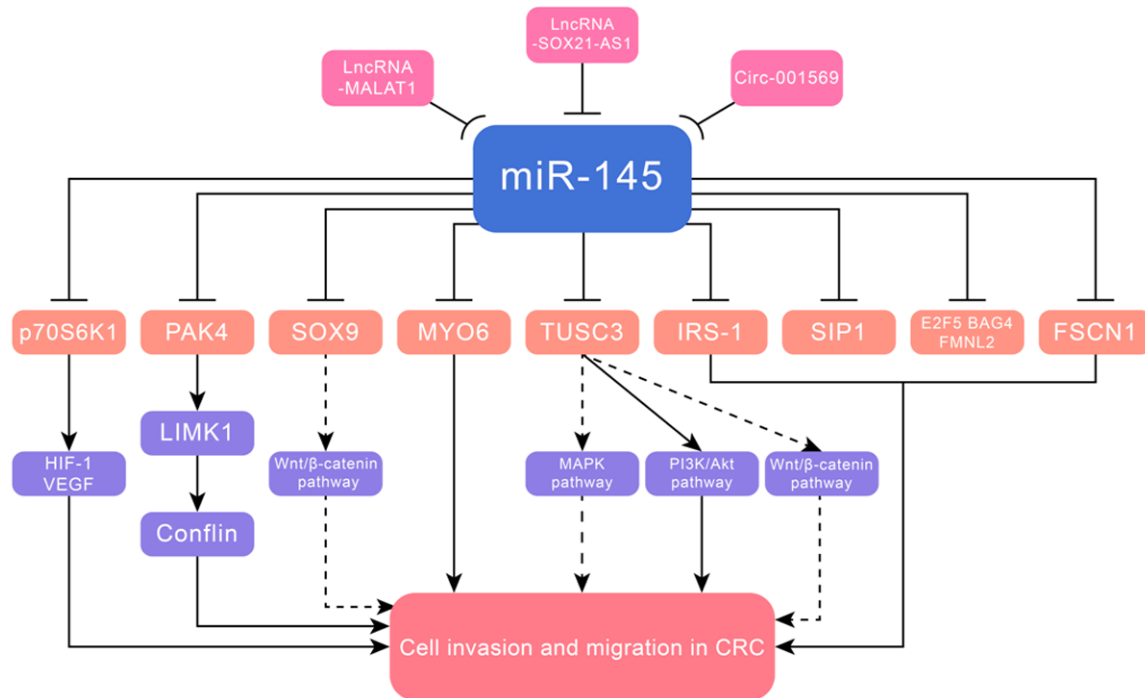 LncRNA
-SOX21-AS1
LncRNA
-MALAT1
Circ-001569
miR-145
p70S6K1
PAK4
SOX9
MYO6
TUSC3
IRS-1
SIP1
E2F5 BAG4
FMNL2
FSCN1
LIMK1
HIF-1
VEGF
Wnt/β-catenin
pathway
MAPK
pathway
PI3K/Akt
pathway
Wnt/β-catenin
pathway
Conflin
Cell invasion and migration in CRC